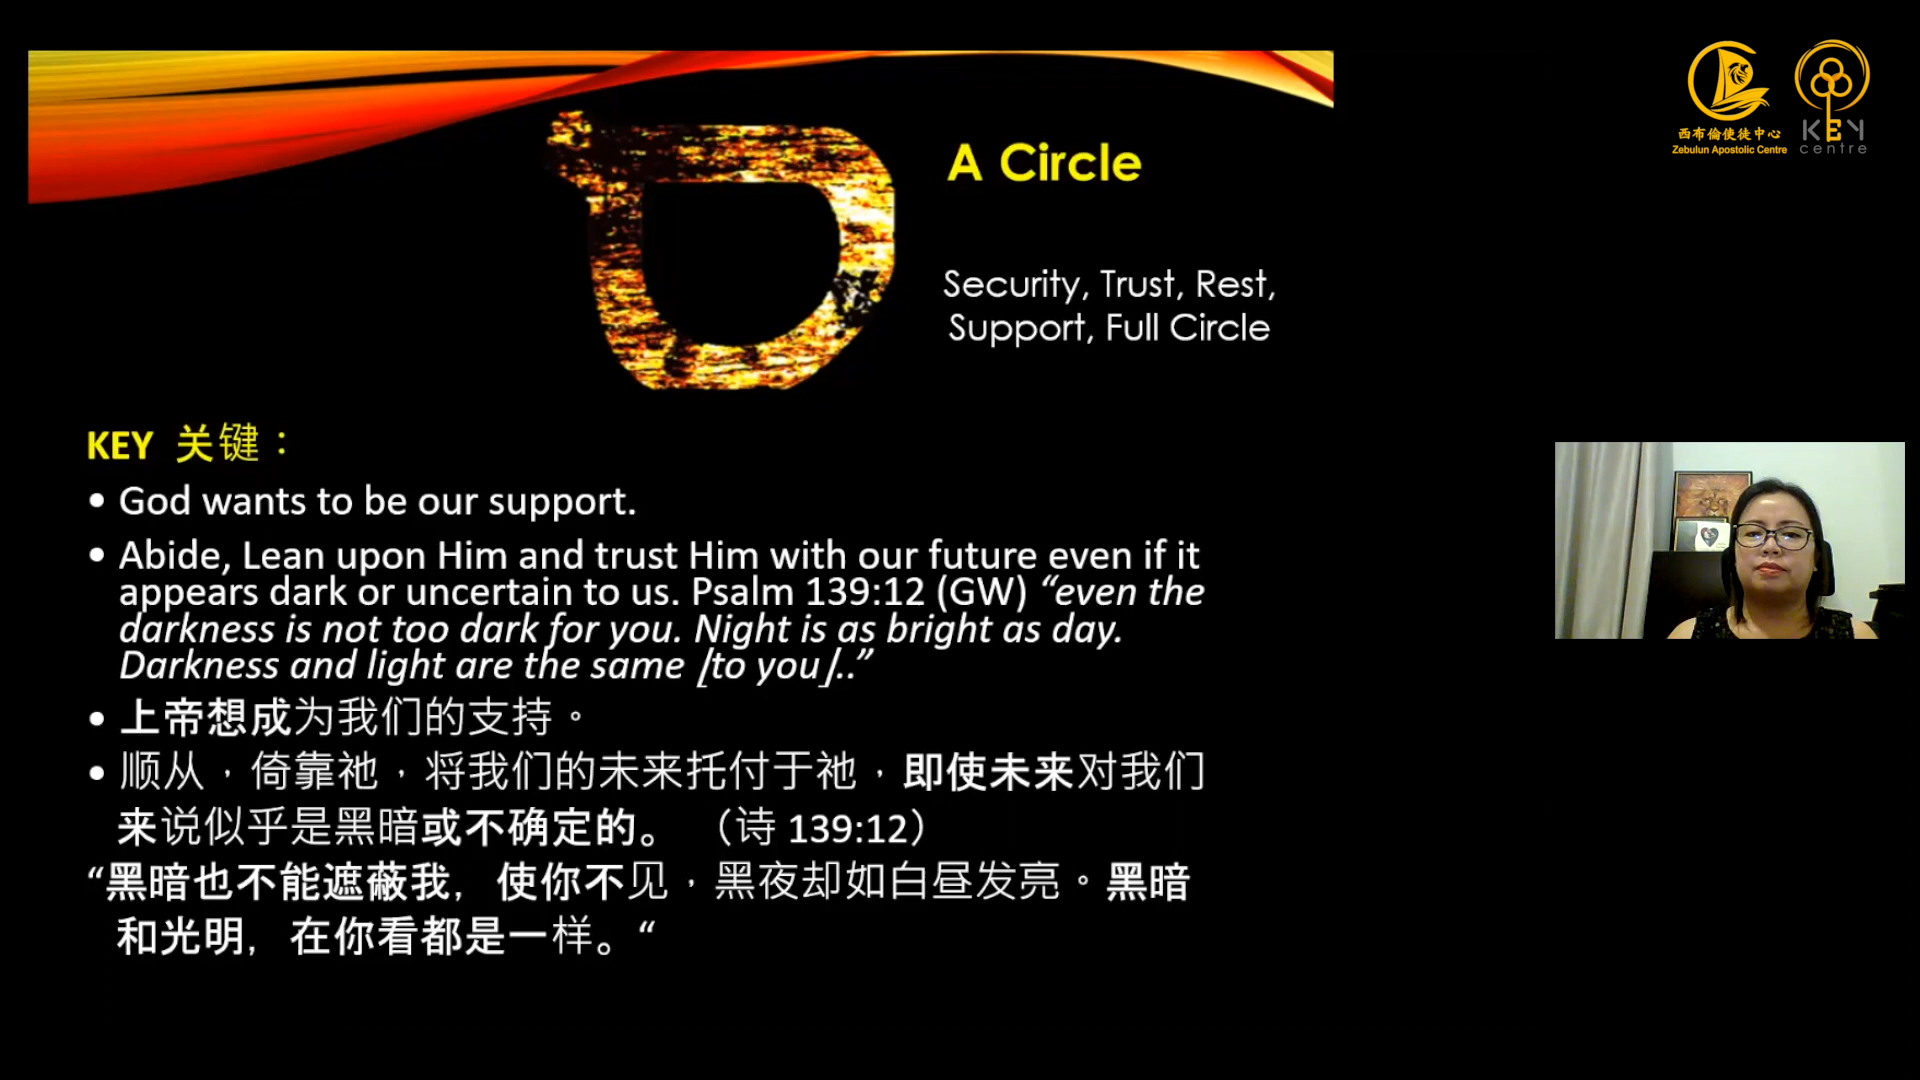 西布倫使徒中心
Zebulun Apostolic Centre
KEY
centre
ס
A Circle
Security, Trust, Rest,
Support, Full Circle
KEY 关键：
• God wants to be our support.
• Abide, Lean upon Him and trust Him with our future even if it
appears dark or uncertain to us. Psalm 139:12 (GW) “even the
darkness is not too dark for you. Night is as bright as day.
Darkness and light are the same [to you]..”
• 上帝想成为我们的支持。
• 顺从，倚靠祂，将我们的未来托付于祂，即使未来对我们
来说似乎是黑暗或不确定的。 （诗 139:12）
“黑暗也不能遮蔽我，使你不见，黑夜却如白昼发亮。黑暗
和光明，在你看都是一样。“